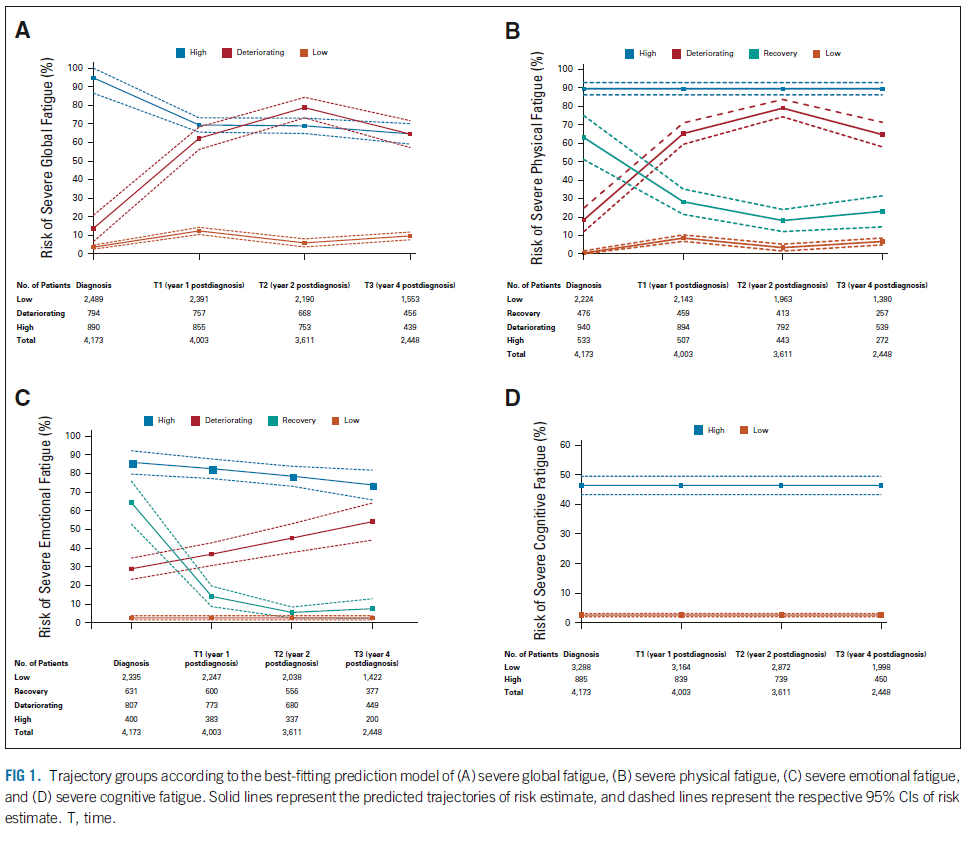 A
High Deteriorating Low
Risk of Severe Global Fatigue (%)
100
90
80
70
60
50
40
30
20
10
0
No. of Patients Diagnosis T1 (year 1 postdiagnosis) T2 (year 2 postdiagnosis) T3 (year 4 postdiagnosis)
Low 2,489 2,391 2,190 1,553
Deteriorating 794 757 668 456
High 890 855 753 439
Total 4,173 4,003 3,611 2,448
B
High Deteriorating Recovery Low
Risk of Severe Physical Fatigue (%)
100
90
80
70
60
50
40
30
20
10
0
No. of Patients Diagnosis T1 (year 1 postdiagnosis) T2 (year 2 postdiagnosis) T3 (year 4 postdiagnosis)
Low 2,224 2,143 1,963 1,380
Recovery 476 459 413 257
Deteriorating 940 894 792 539
High 533 507 443 272
Total 4,173 4,003 3,611 2,448
C
High Deteriorating Recovery Low
Risk of Severe Emotional Fatigue (%)
100
90
80
70
60
50
40
30
20
10
0
T1 (year 1 T2 (year 2 T3 (year 4
No. of Patients Diagnosis postdiagnosis) postdiagnosis) postdiagnosis)
Low 2,335 2,247 2,038 1,422
Recovery 631 600 556 377
Deteriorating 807 773 680 449
High 400 383 337 200
Total 4,173 4,003 3,611 2,448
D
High Low
Risk of Severe Cognitive Fatigue (%)
60
50
40
30
20
10
0
No. of Patients Diagnosis T1 (year 1 postdiagnosis) T2 (year 2 postdiagnosis) T3 (year 4 postdiagnosis)
Low 3,288 3,164 2,872 1,998
High 885 839 739 450
Total 4,173 4,003 3,611 2,448
FIG 1. Trajectory groups according to the best-fitting prediction model of (A) severe global fatigue, (B) severe physical fatigue, (C) severe emotional fatigue,
and (D) severe cognitive fatigue. Solid lines represent the predicted trajectories of risk estimate, and dashed lines represent the respective 95% CIs of risk
estimate. T, time.